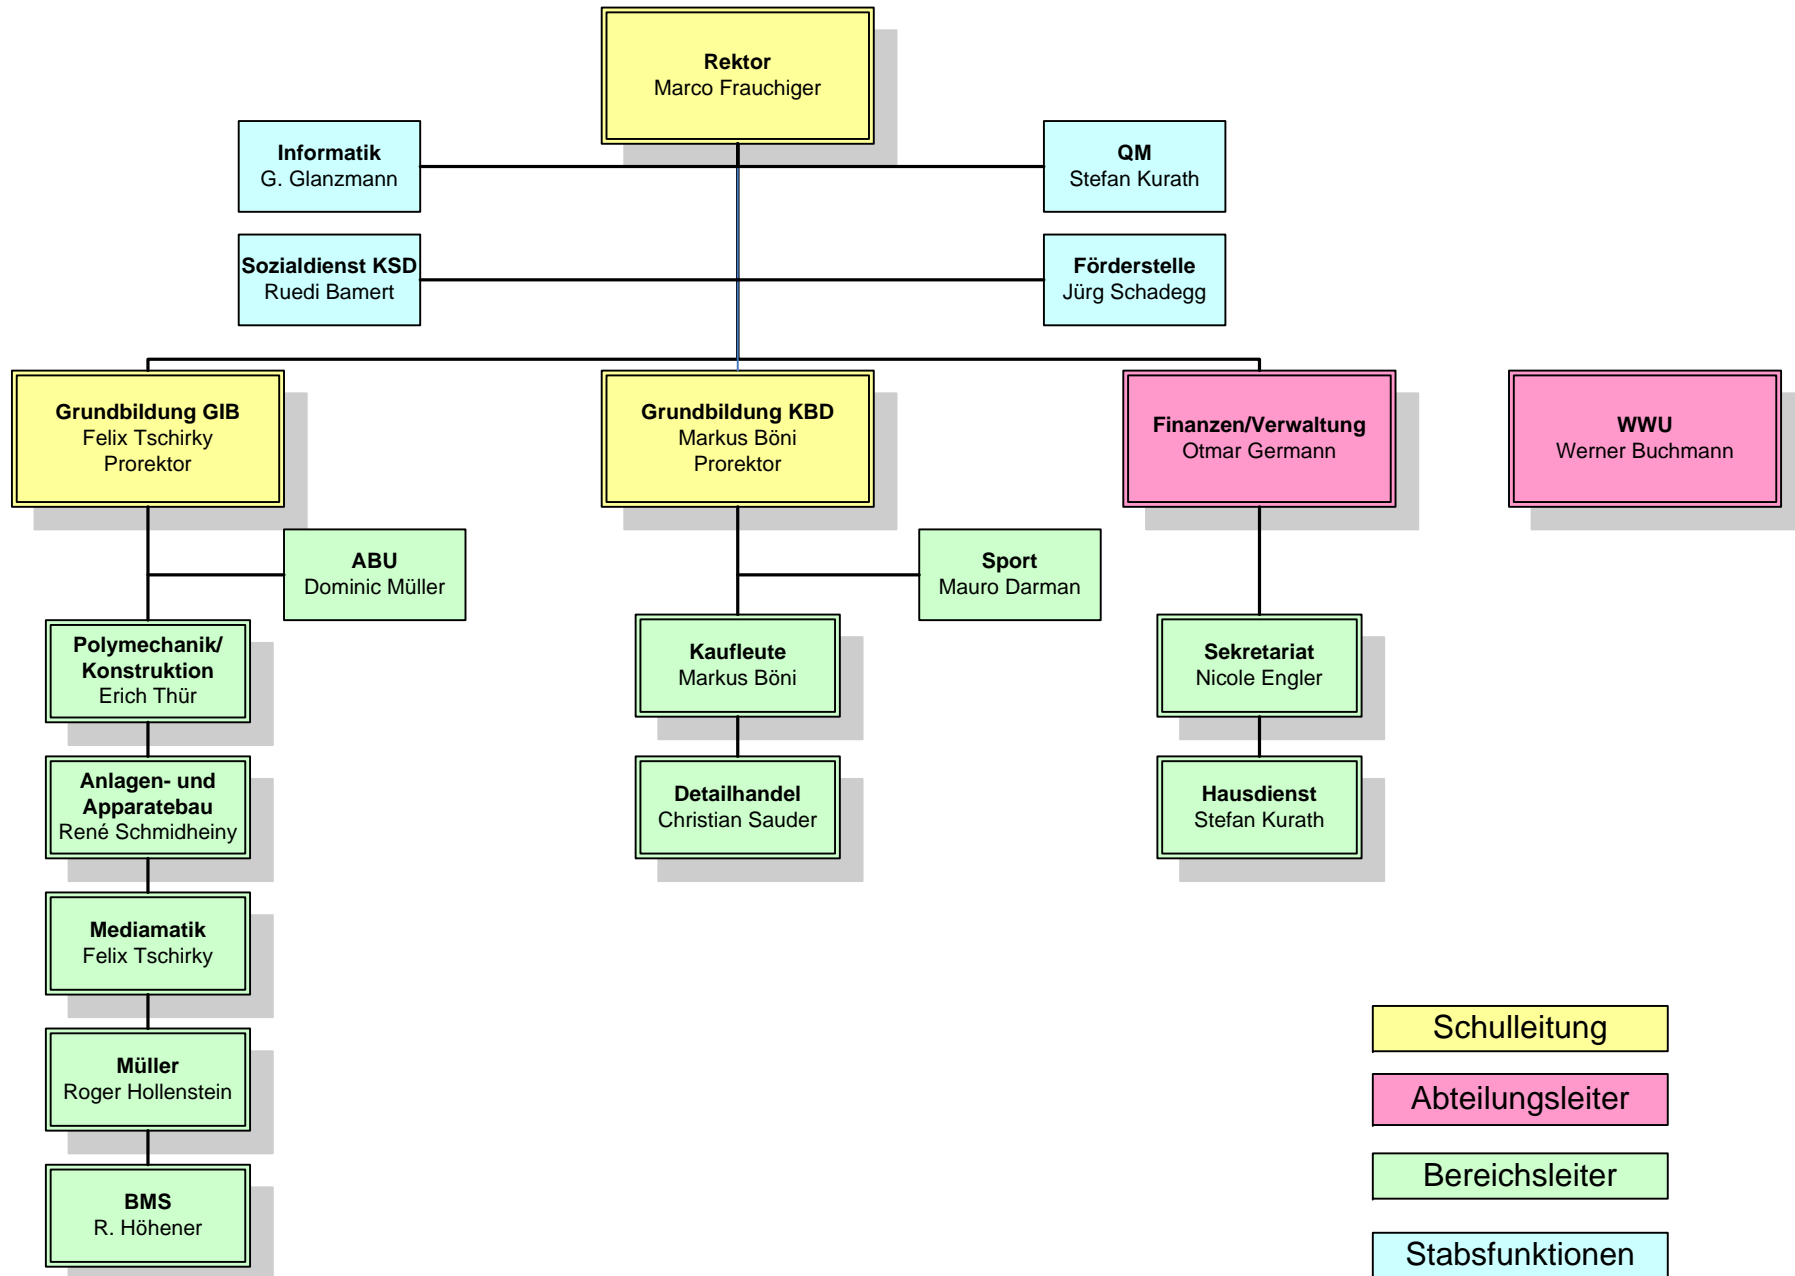 Rektor
Marco Frauchiger
Informatik
G. Glanzmann
QM
Stefan Kurath
Sozialdienst KSD
Ruedi Bamert
Förderstelle
Jürg Schadegg
Grundbildung GIB
Felix Tschirky
Prorektor
Grundbildung KBD
Markus Böni
Prorektor
Finanzen/Verwaltung
Otmar Germann
WWU
Werner Buchmann
ABU
Dominic Müller
Sport
Mauro Darman
Polymechanik/
Konstruktion
Erich Thür
Kaufleute
Markus Böni
Sekretariat
Nicole Engler
Anlagen- und
Apparatebau
René Schmidheiny
Detailhandel
Christian Sauder
Hausdienst
Stefan Kurath
Mediamatik
Felix Tschirky
Müller
Roger Hollenstein
BMS
R. Höhener
Schulleitung
Abteilungsleiter
Bereichsleiter
Stabsfunktionen